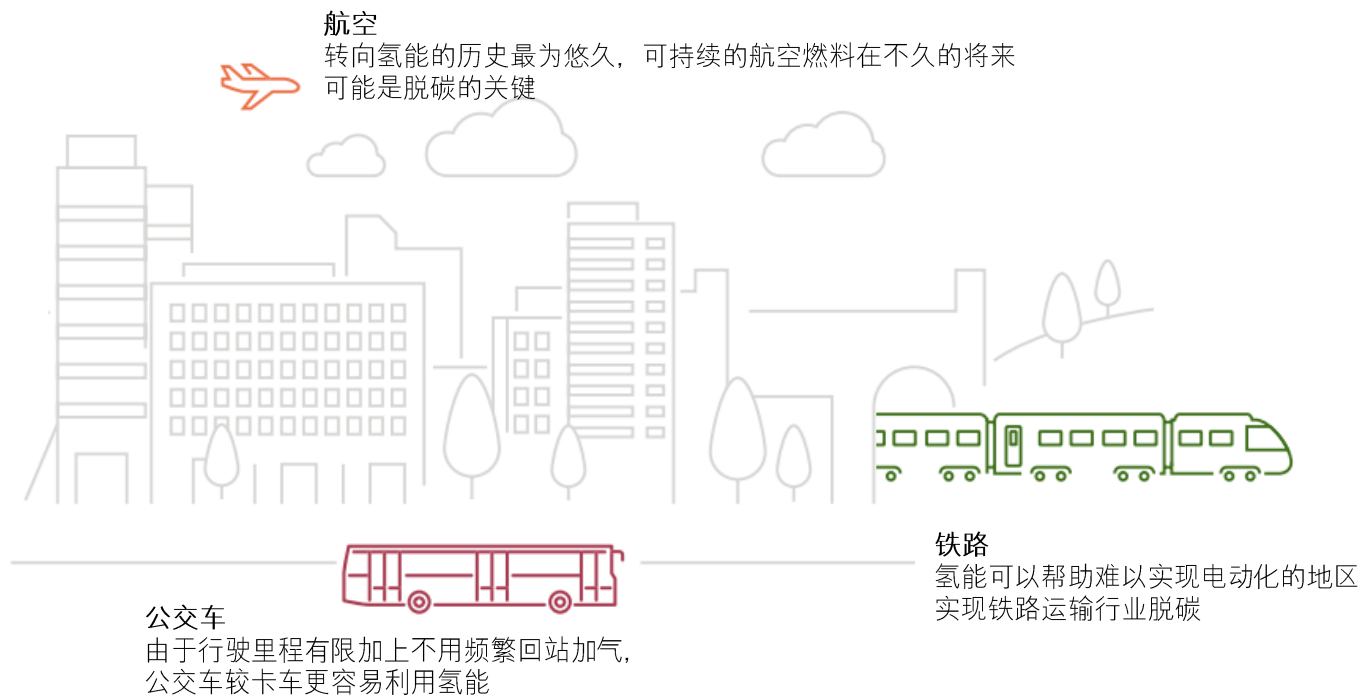 航空
转向氢能的历史最为悠久，可持续的航空燃料在不久的将来
可能是脱碳的关键
铁路
氢能可以帮助难以实现电动化的地区
实现铁路运输行业脱碳
公交车
由于行驶里程有限加上不用频繁回站加气，
公交车较卡车更容易利用氢能